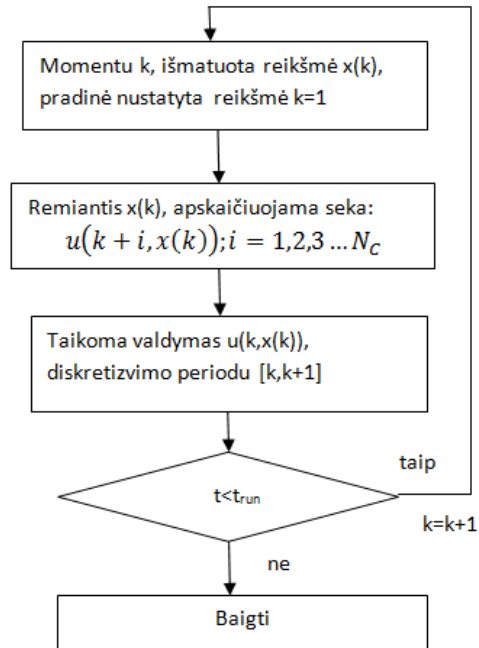 Momentu k, išmatuota reikšmė x(k),
pradinė nustatyta reikšmė k=1
Remiantis x(k), apskaičiuojama seka:
u(k + i, x(k)); i = 1,2,3 … N_C
Taikoma valdymas u(k,x(k)),
diskretizvimo periodu [k,k+1]
t<t_run
taip
k=k+1
ne
Baigti